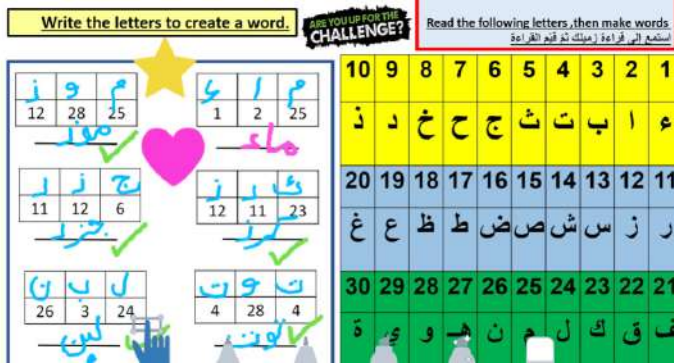 Write the letters to create a word.
ARE YOU UP FOR THE
CHALLENGE?
Read the following letters ,then make words
استمع إلى قراءة زميلك ثم قيم القراءة
م و ز
12 28 25
موز
م ا ء
1 2 25
ماء
ج ز ر
11 12 6
جزر
ك ر ز
12 11 23
كرز
ل ب ن
26 3 24
لبن
ت و ت
4 28 4
توت
10 9 8 7 6 5 4 3 2 1
ء ا ب ت ث ج ح خ د ذ
20 19 18 17 16 15 14 13 12 11
ر ز س ش ص ض ط ظ ع غ
30 29 28 27 26 25 24 23 22 21
ف ق ك ل م ن هـ و ي ة